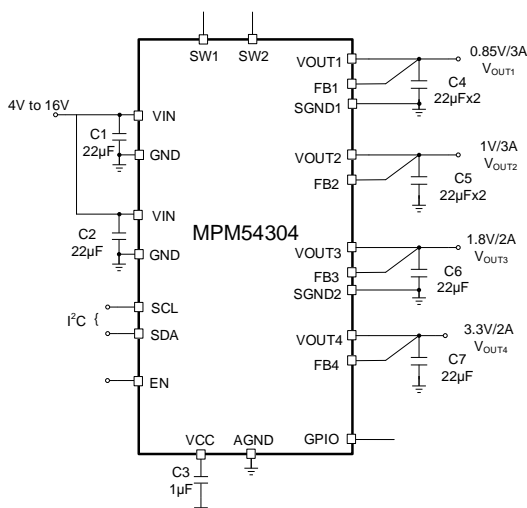 SW1 SW2
VOUT1 0.85V/3A
FB1 C4 VOUT1
SGND1 22µFx2
4V to 16V
VIN
C1
22µF
GND
VOUT2 1V/3A
FB2 C5 VOUT2
22µFx2
VIN
C2
22µF
GND
MPM54304
VOUT3 1.8V/2A
FB3 C6 VOUT3
SGND2 22µF
SCL
I²C {
SDA
VOUT4 3.3V/2A
FB4 C7 VOUT4
22µF
EN
VCC AGND GPIO
C3
1µF